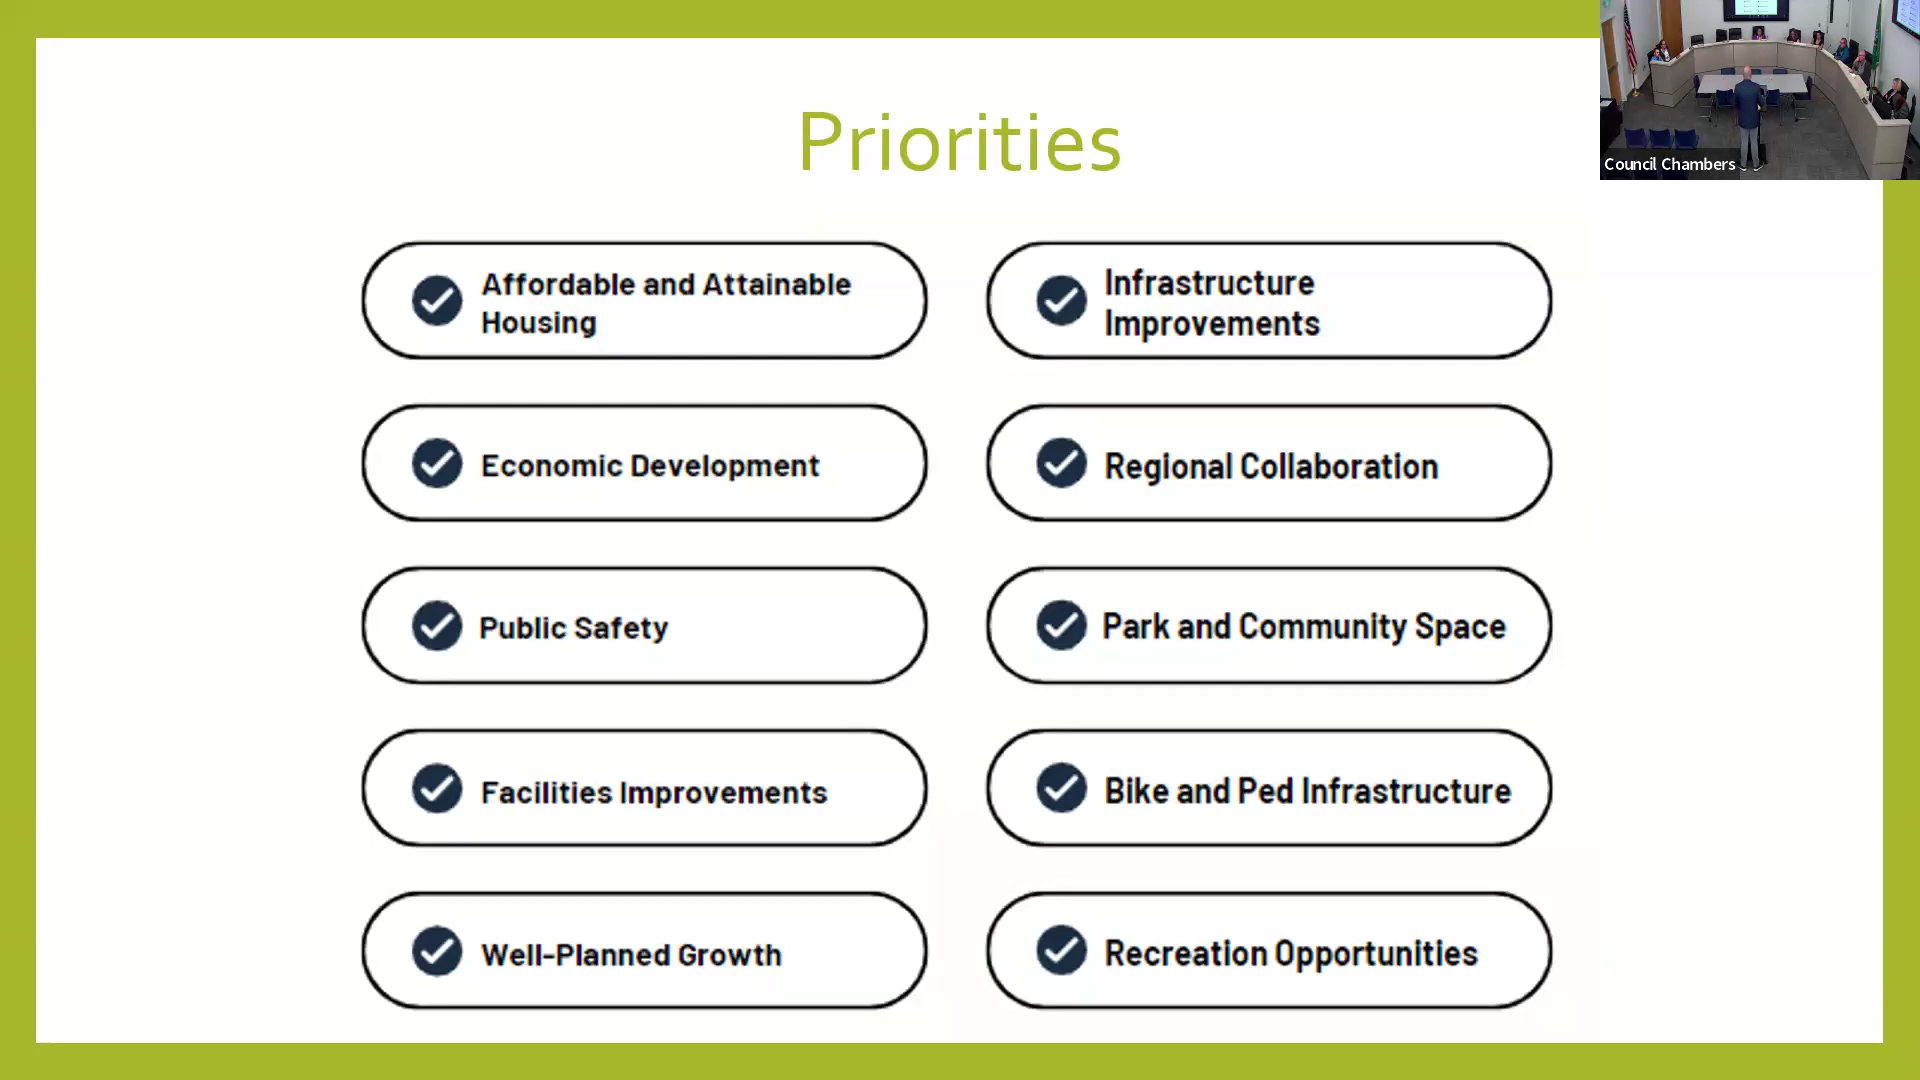 Priorities
Council Chambers
Affordable and Attainable
Housing
Economic Development
Public Safety
Facilities Improvements
Well-Planned Growth
Infrastructure
Improvements
Regional Collaboration
Park and Community Space
Bike and Ped Infrastructure
Recreation Opportunities